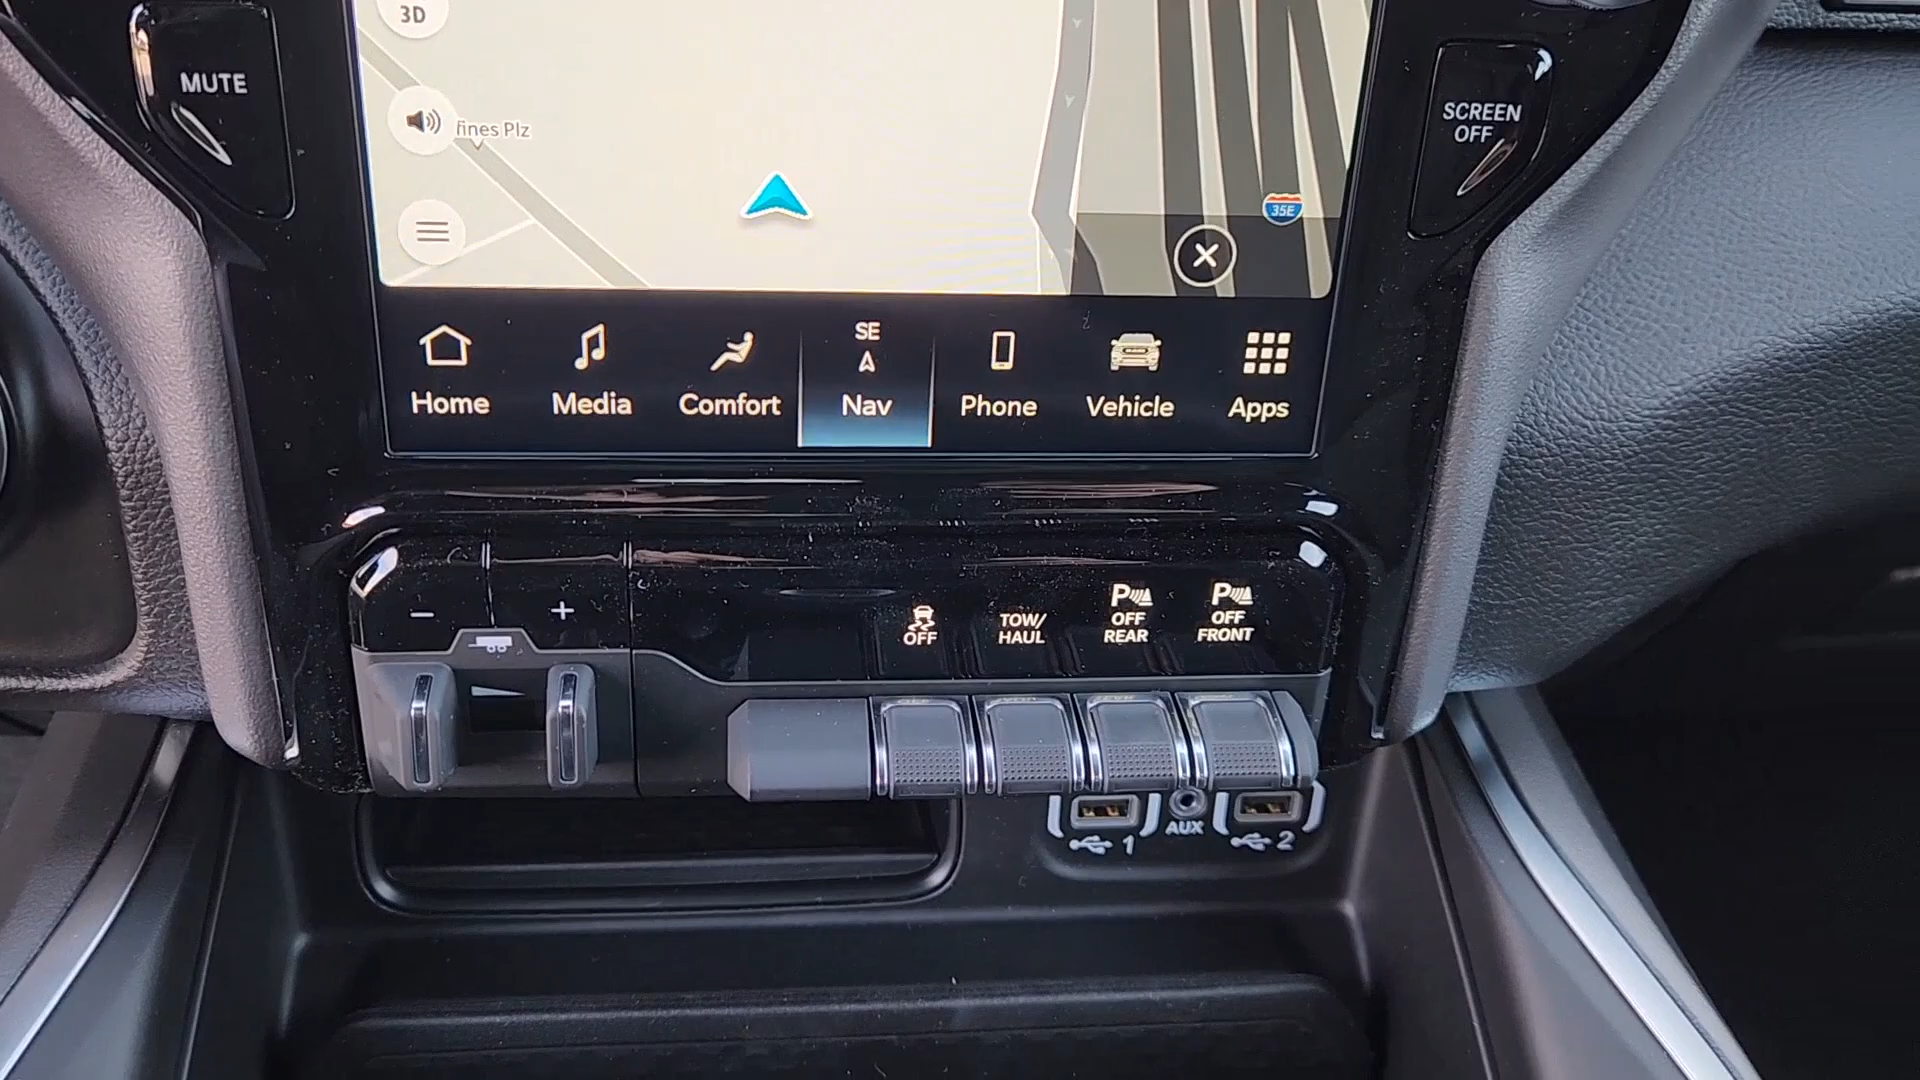 3D
MUTE
fines Plz
SCREEN
OFF
35E
SE
Home
Media
Comfort
Nav
Phone
Vehicle
Apps
− +
OFF
TOW/
HAUL
P
OFF
REAR
P
OFF
FRONT
1
AUX
2